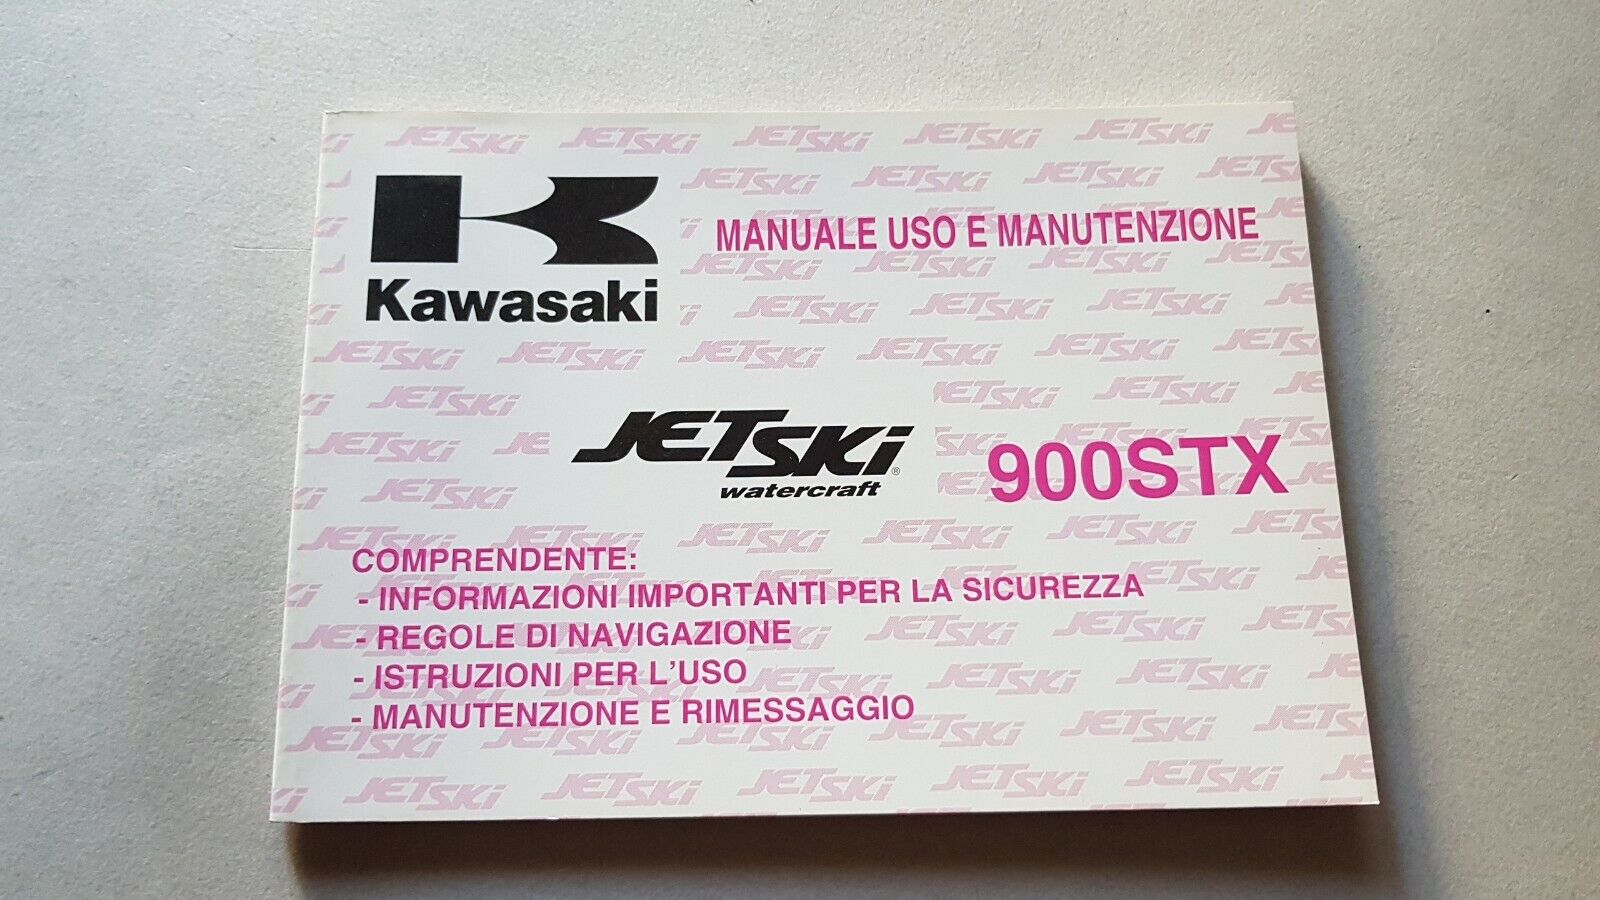 Kawasaki
MANUALE USO E MANUTENZIONE
JETSKi®
watercraft
900STX
COMPRENDENTE:
- INFORMAZIONI IMPORTANTI PER LA SICUREZZA
- REGOLE DI NAVIGAZIONE
- ISTRUZIONI PER L'USO
- MANUTENZIONE E RIMESSAGGIO